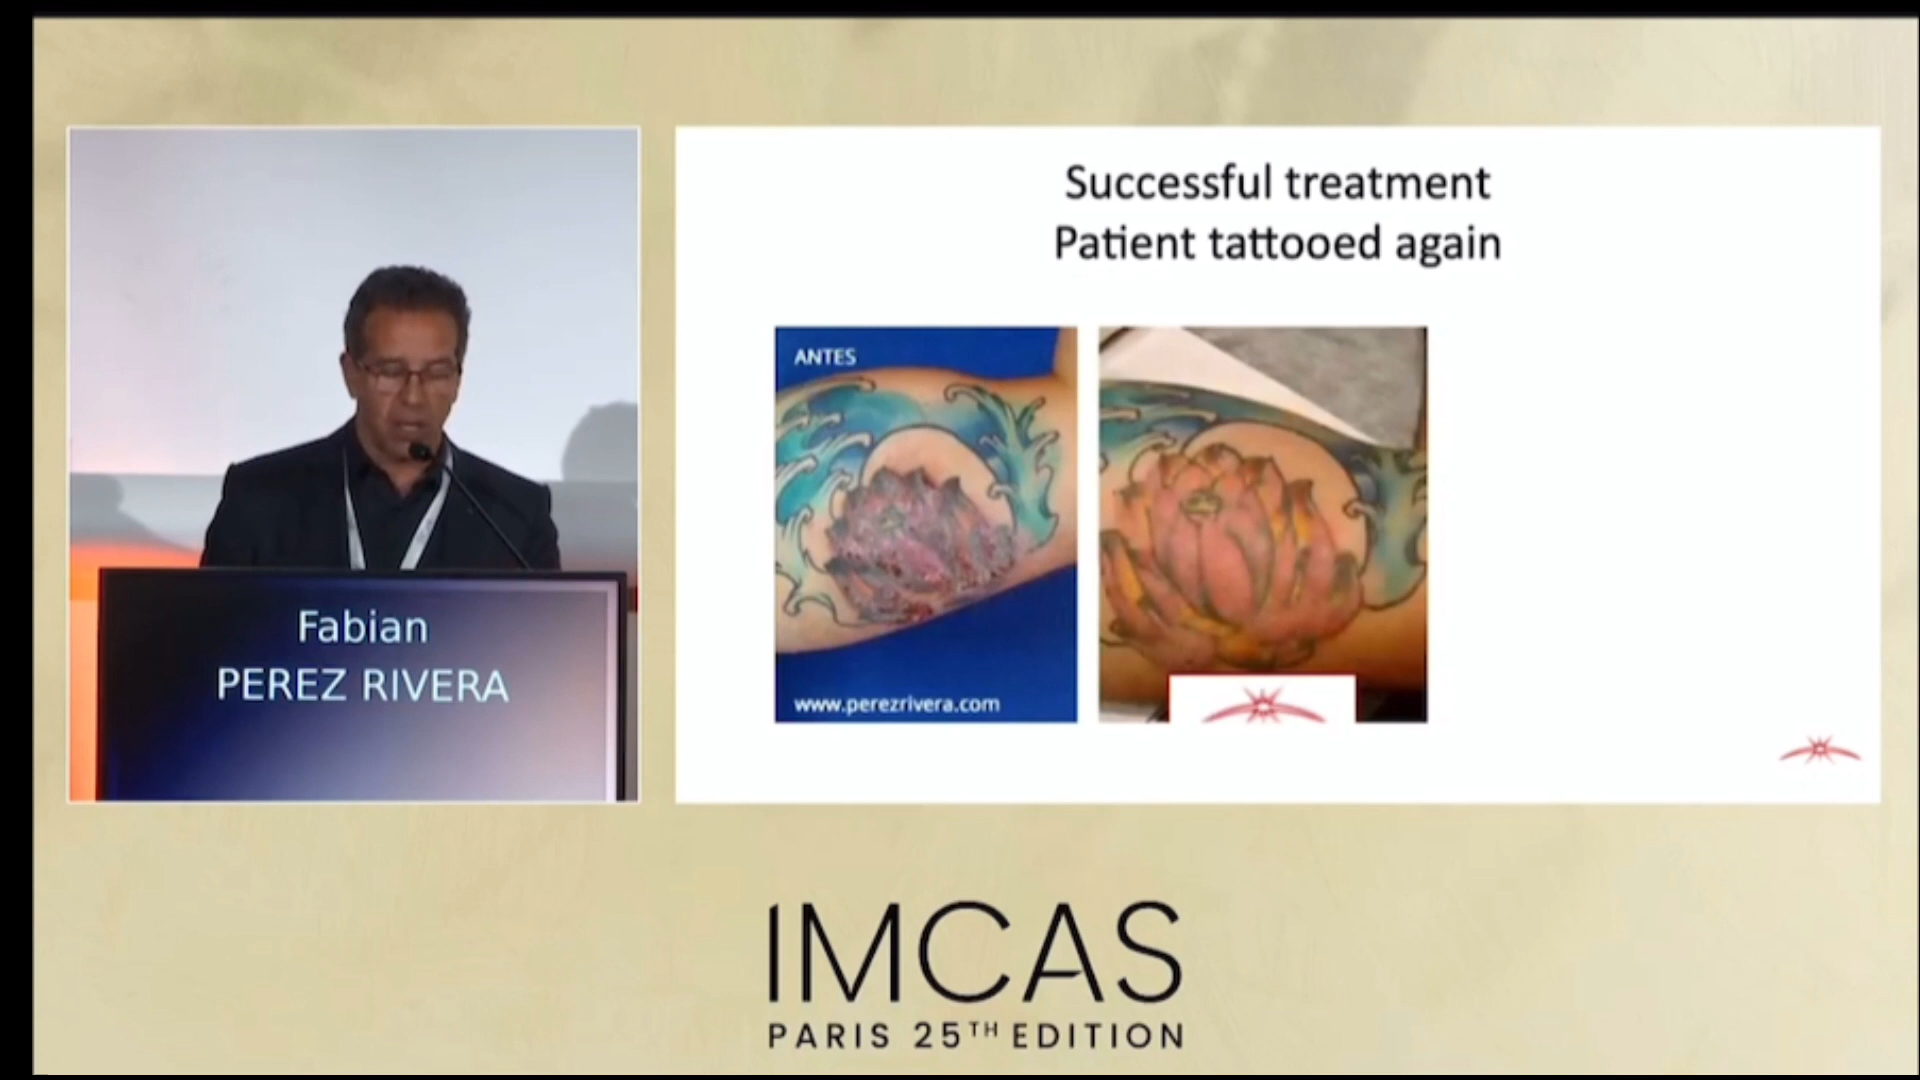 Successful treatment
Patient tattooed again
ANTES
www.perezrivera.com
Fabian
PEREZ RIVERA
IMCAS
PARIS 25TH EDITION